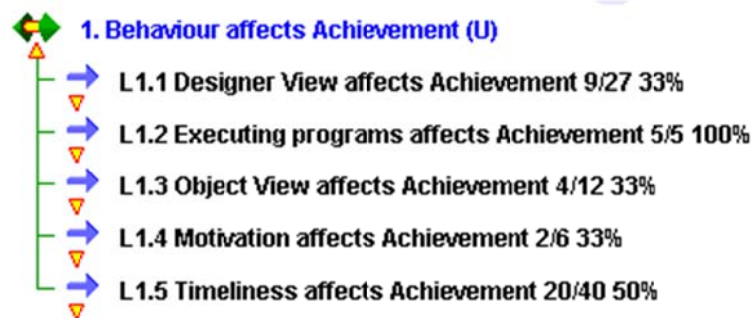 1. Behaviour affects Achievement (U)
L1.1 Designer View affects Achievement 9/27 33%
L1.2 Executing programs affects Achievement 5/5 100%
L1.3 Object View affects Achievement 4/12 33%
L1.4 Motivation affects Achievement 2/6 33%
L1.5 Timeliness affects Achievement 20/40 50%